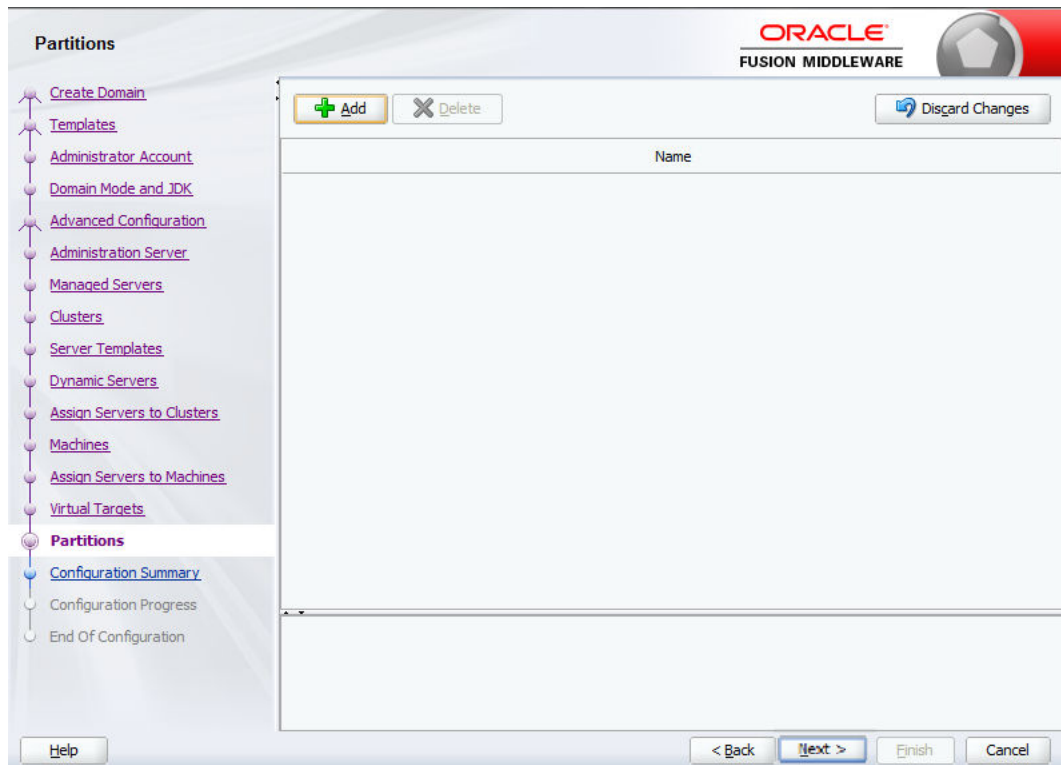 Partitions
ORACLE
FUSION MIDDLEWARE
Create Domain
Templates
Administrator Account
Domain Mode and JDK
Advanced Configuration
Administration Server
Managed Servers
Clusters
Server Templates
Dynamic Servers
Assign Servers to Clusters
Machines
Assign Servers to Machines
Virtual Targets
Partitions
Configuration Summary
Configuration Progress
End Of Configuration
Add Delete Discard Changes
Name
Help < Back Next > Finish Cancel